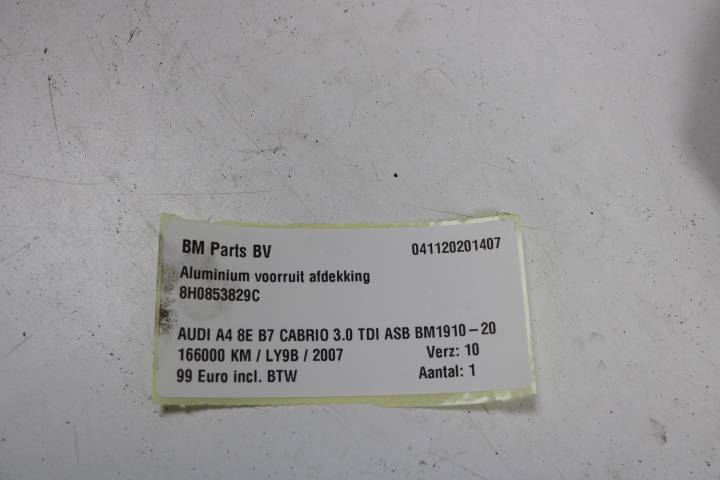 BM Parts BV 041120201407
Aluminium voorruit afdekking
8H0853829C
AUDI A4 8E B7 CABRIO 3.0 TDI ASB BM1910-20
166000 KM / LY9B / 2007 Verz: 10
99 Euro incl. BTW Aantal: 1